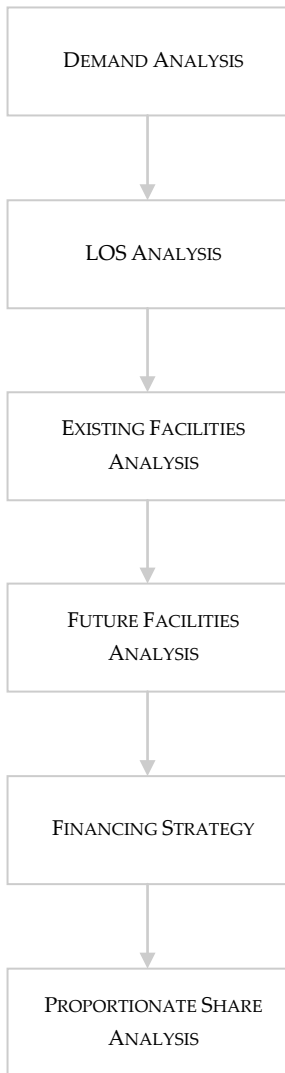 DEMAND ANALYSIS
LOS ANALYSIS
EXISTING FACILITIES
ANALYSIS
FUTURE FACILITIES
ANALYSIS
FINANCING STRATEGY
PROPORTIONATE SHARE
ANALYSIS